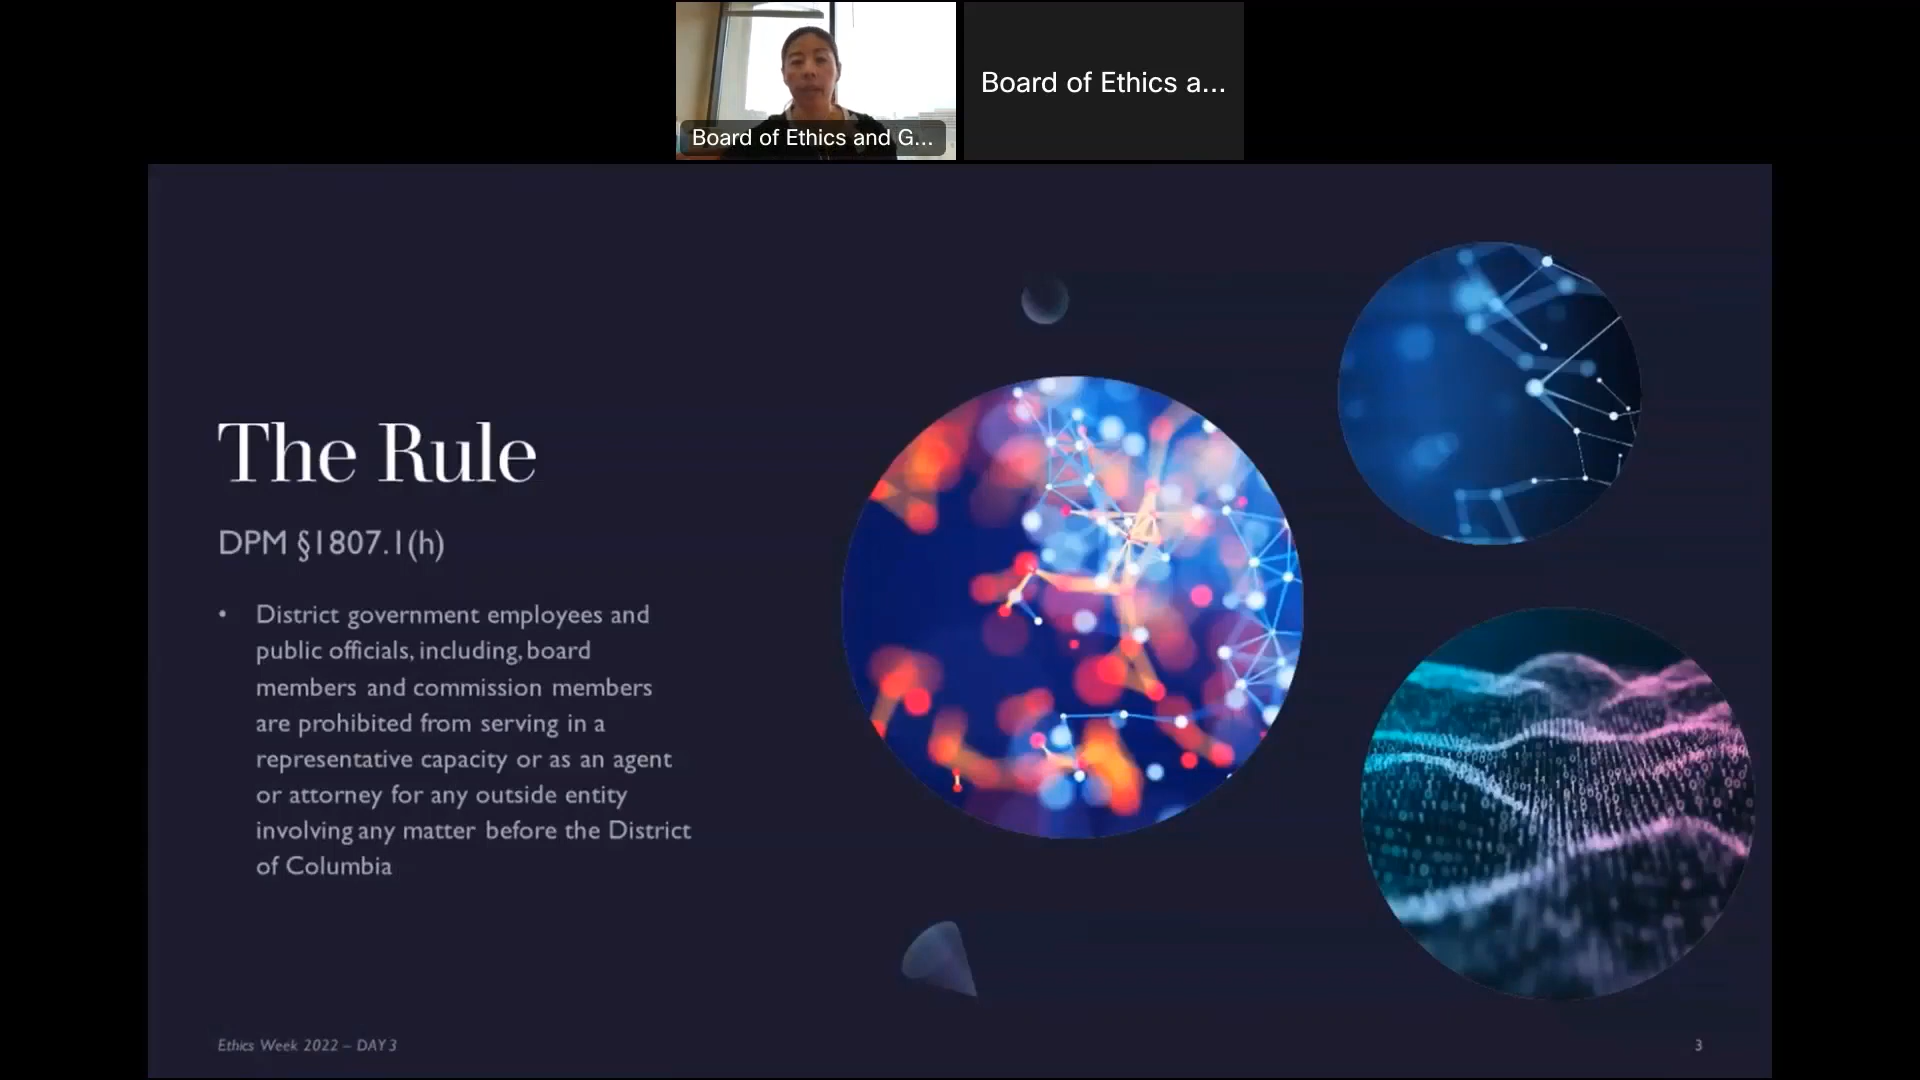 Board of Ethics and G...
Board of Ethics a...
The Rule
DPM §1807.1(h)
• District government employees and
public officials, including, board
members and commission members
are prohibited from serving in a
representative capacity or as an agent
or attorney for any outside entity
involving any matter before the District
of Columbia
Ethics Week 2022 – DAY 3
3